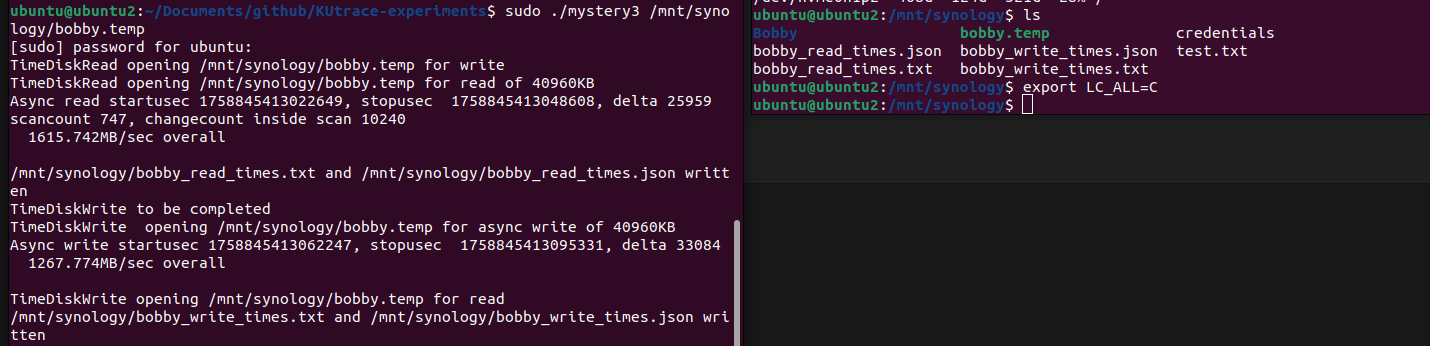 ubuntu@ubuntu2:~/Documents/github/KUtrace-experiments$ sudo ./mystery3 /mnt/syno
logy/bobby.temp
[sudo] password for ubuntu:
TimeDiskRead opening /mnt/synology/bobby.temp for write
TimeDiskRead opening /mnt/synology/bobby.temp for read of 40960KB
Async read startusec 1758845413022649, stopusec  1758845413048608, delta 25959
scancount 747, changecount inside scan 10240
  1615.742MB/sec overall

/mnt/synology/bobby_read_times.txt and /mnt/synology/bobby_read_times.json writt
en
TimeDiskWrite to be completed
TimeDiskWrite  opening /mnt/synology/bobby.temp for async write of 40960KB
Async write startusec 1758845413062247, stopusec  1758845413095331, delta 33084
  1267.774MB/sec overall

TimeDiskWrite opening /mnt/synology/bobby.temp for read
/mnt/synology/bobby_write_times.txt and /mnt/synology/bobby_write_times.json wri
tten
ubuntu@ubuntu2:/mnt/synology$ ls
Bobby                  bobby.temp              credentials
bobby_read_times.json  bobby_write_times.json  test.txt
bobby_read_times.txt   bobby_write_times.txt
ubuntu@ubuntu2:/mnt/synology$ export LC_ALL=C
ubuntu@ubuntu2:/mnt/synology$